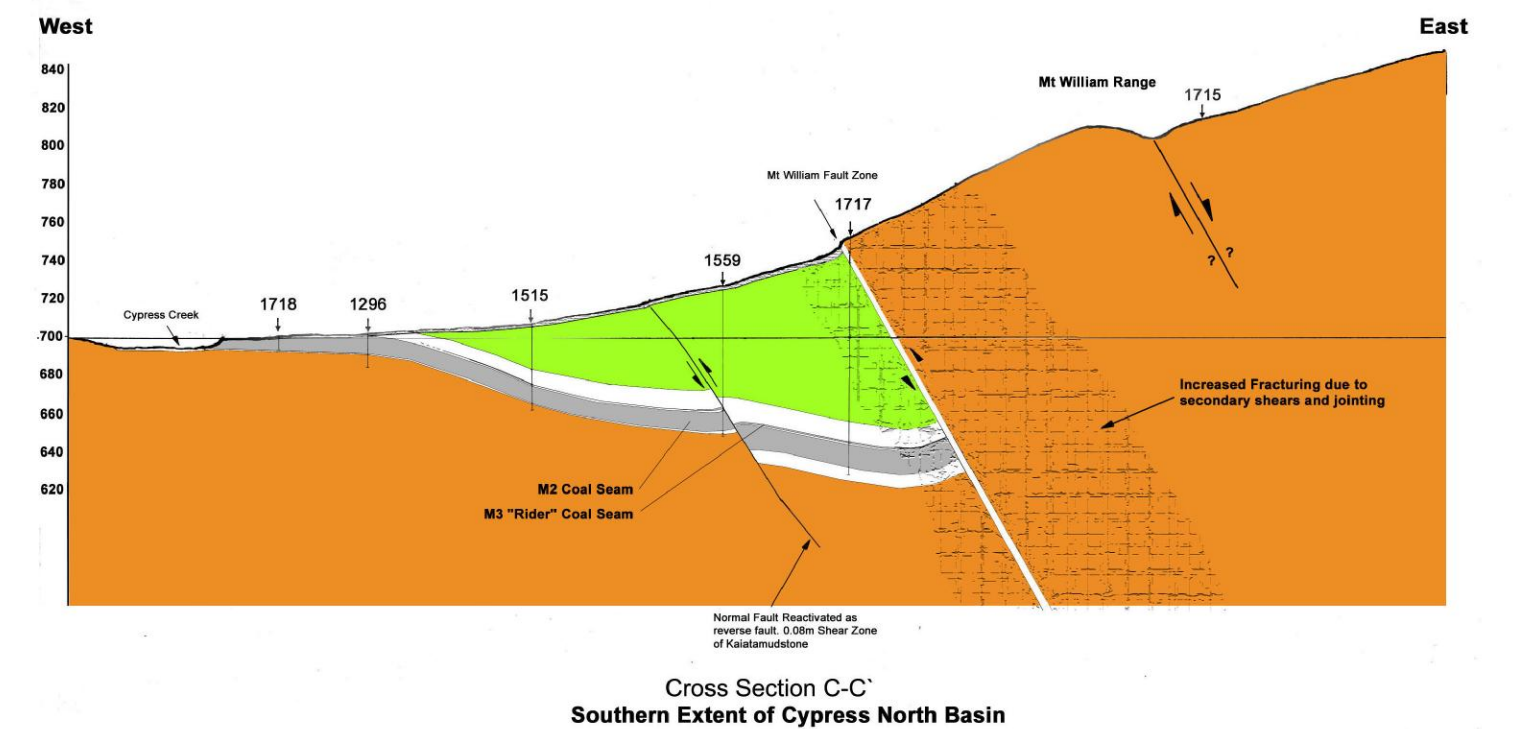 West
East
840
820
800
780
760
740
720
-700
680
660
640
620
Mt William Range
1715
Mt William Fault Zone
1717
1559
1515
1296
1718
Cypress Creek
? ?
Increased Fracturing due to
secondary shears and jointing
M2 Coal Seam
M3 "Rider" Coal Seam
Normal Fault Reactivated as
reverse fault. 0.08m Shear Zone
of Kaiatamudstone
Cross Section C-C`
Southern Extent of Cypress North Basin